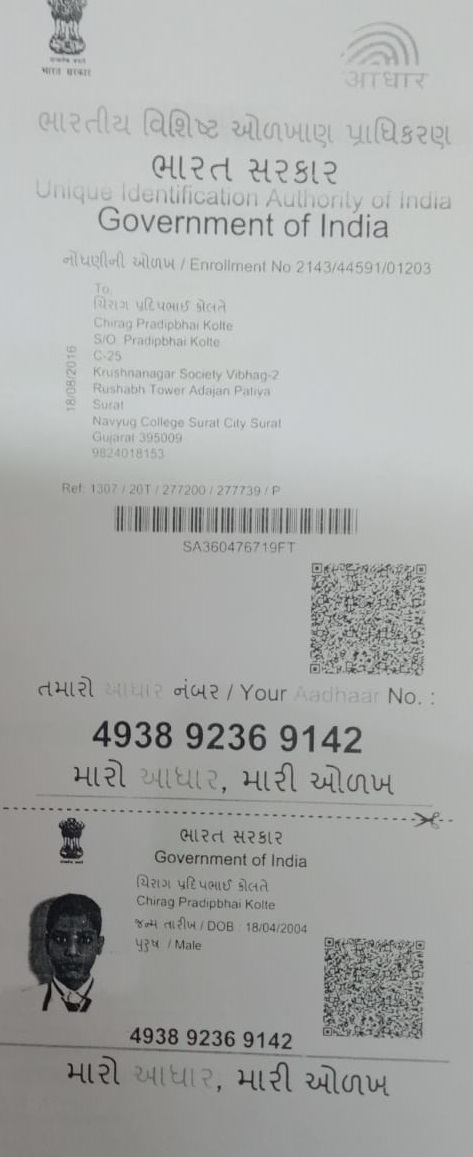 भारत सरकार
आधार
ભારતીય વિશિષ્ટ ઓળખાણ પ્રાધિકરણ
ભારત સરકાર
Unique Identification Authority of India
Government of India
નોંધણીની ઓળખ / Enrollment No 2143/44591/01203
To,
ચિરાગ પ્રદિપભાઈ કોલતે
Chirag Pradipbhai Kolte
S/O Pradipbhai Kolte
C-25
Krushnanagar Society Vibhag-2
Rushabh Tower Adajan Patiya
Surat
Navyug College Surat City Surat
Gujarat 395009
9824018153
18/08/2016
Ref: 1307 / 20T / 277200 / 277739 / P
SA360476719FT
તમારો આધાર નંબર / Your Aadhaar No. :
4938 9236 9142
મારો આધાર, મારી ઓળખ
ભારત સરકાર
Government of India
ચિરાગ પ્રદિપભાઈ કોલતે
Chirag Pradipbhai Kolte
જન્મ તારીખ / DOB : 18/04/2004
પુરુષ / Male
4938 9236 9142
મારો આધાર, મારી ઓળખ